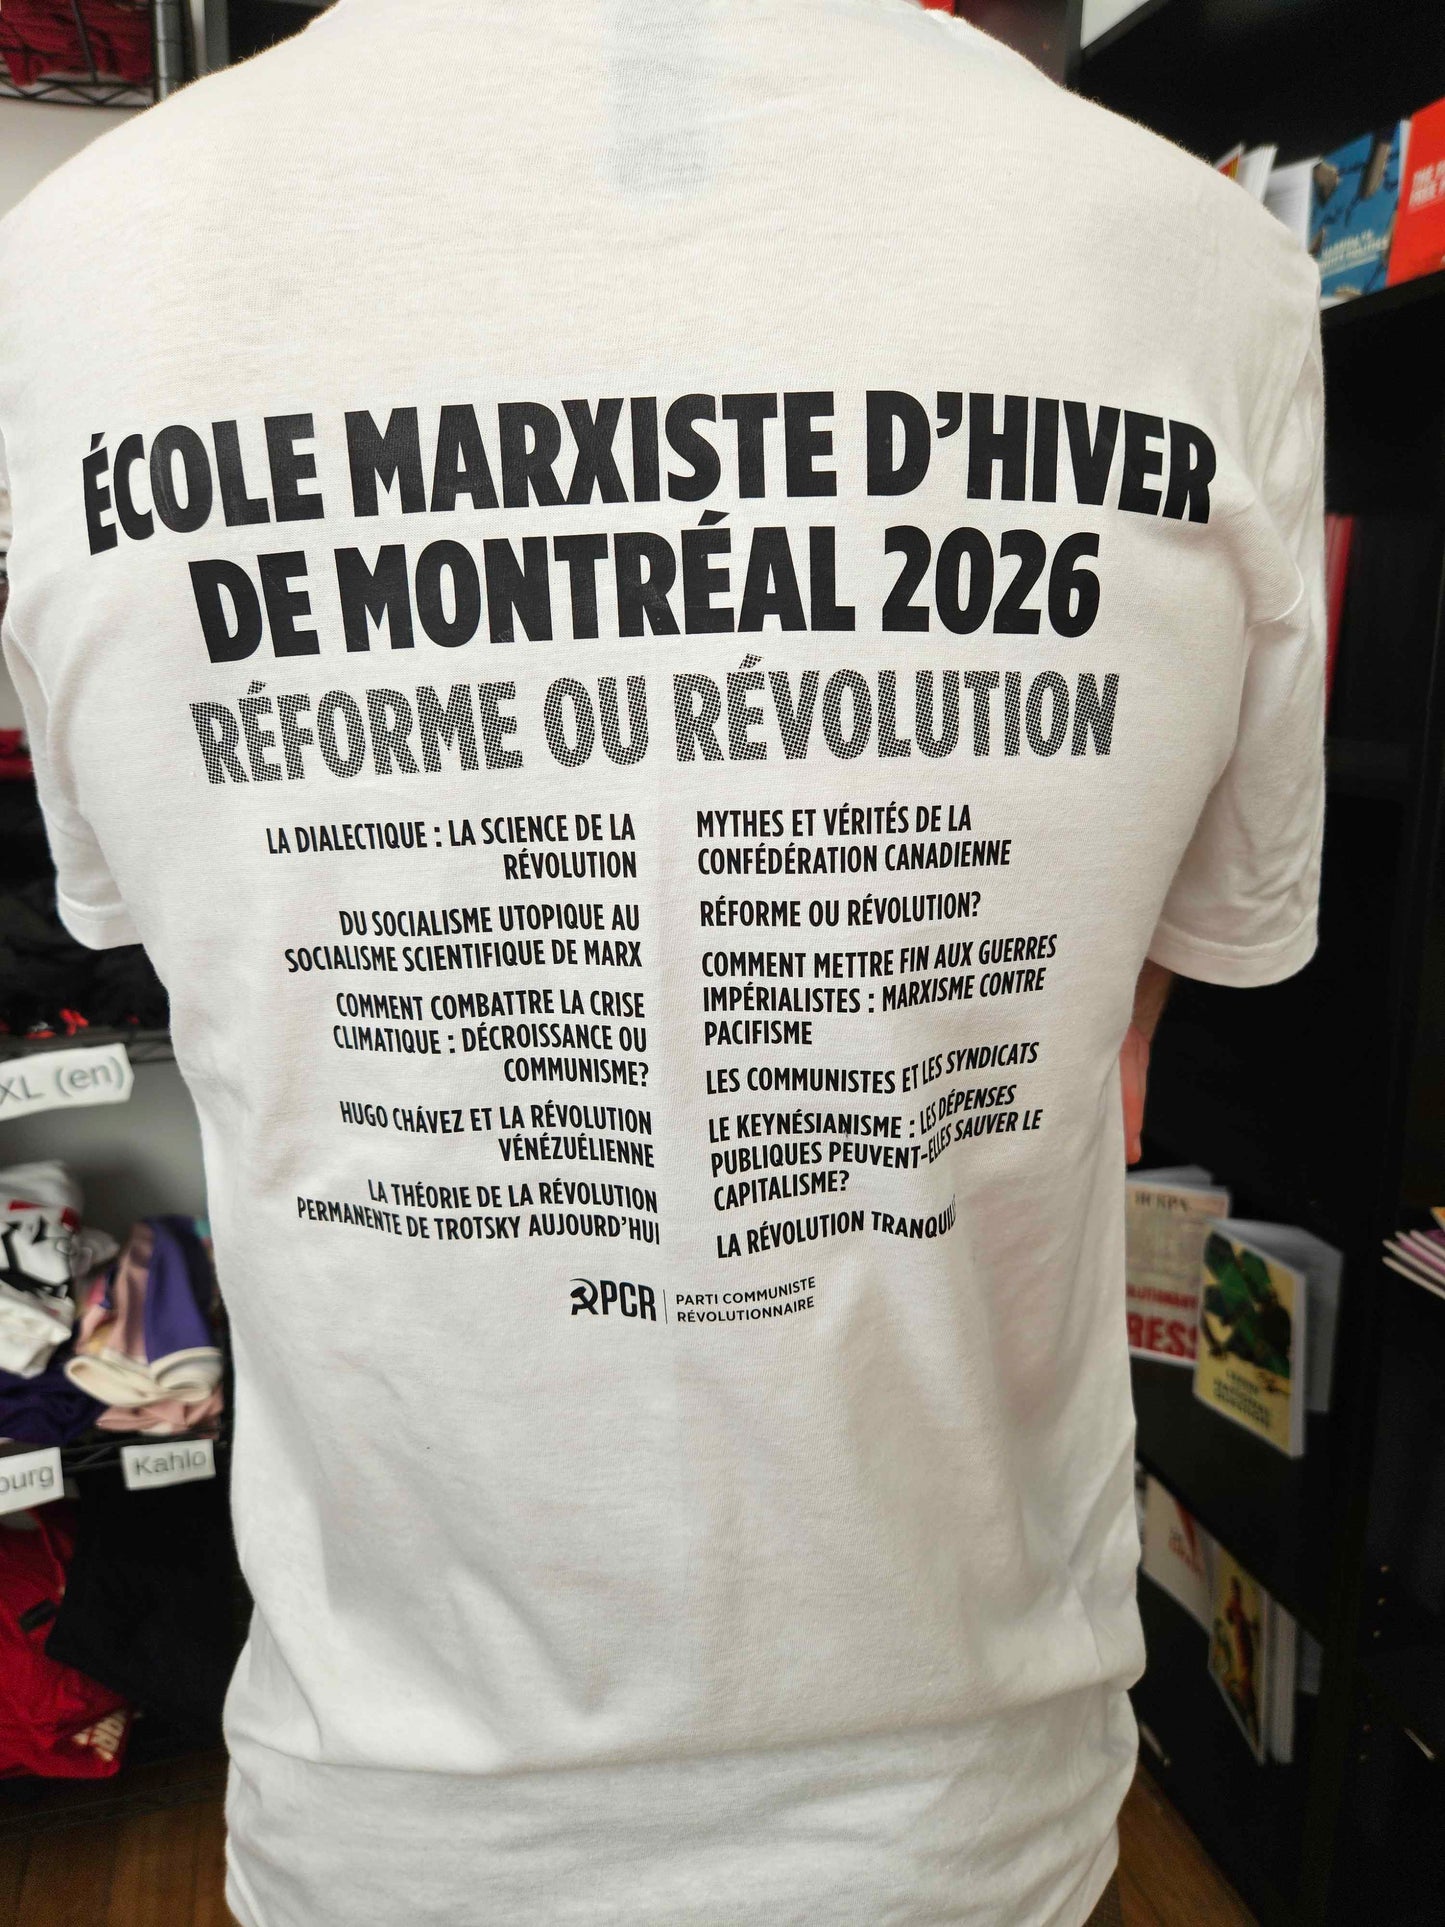 ÉCOLE MARXISTE D'HIVER
DE MONTRÉAL 2026
RÉFORME OU RÉVOLUTION
LA DIALECTIQUE : LA SCIENCE DE LA
RÉVOLUTION
DU SOCIALISME UTOPIQUE AU
SOCIALISME SCIENTIFIQUE DE MARX
COMMENT COMBATTRE LA CRISE
CLIMATIQUE : DÉCROISSANCE OU
COMMUNISME?
HUGO CHÁVEZ ET LA RÉVOLUTION
VÉNÉZUÉLIENNE
LA THÉORIE DE LA RÉVOLUTION
PERMANENTE DE TROTSKY AUJOURD'HUI
MYTHES ET VÉRITÉS DE LA
CONFÉDÉRATION CANADIENNE
RÉFORME OU RÉVOLUTION?
COMMENT METTRE FIN AUX GUERRES
IMPÉRIALISTES : MARXISME CONTRE
PACIFISME
LES COMMUNISTES ET LES SYNDICATS
LE KEYNÉSIANISME : LES DÉPENSES
PUBLIQUES PEUVENT-ELLES SAUVER LE
CAPITALISME?
LA RÉVOLUTION TRANQUIL
PCR
PARTI COMMUNISTE
RÉVOLUTIONNAIRE
XL (en)
burg
Kahlo